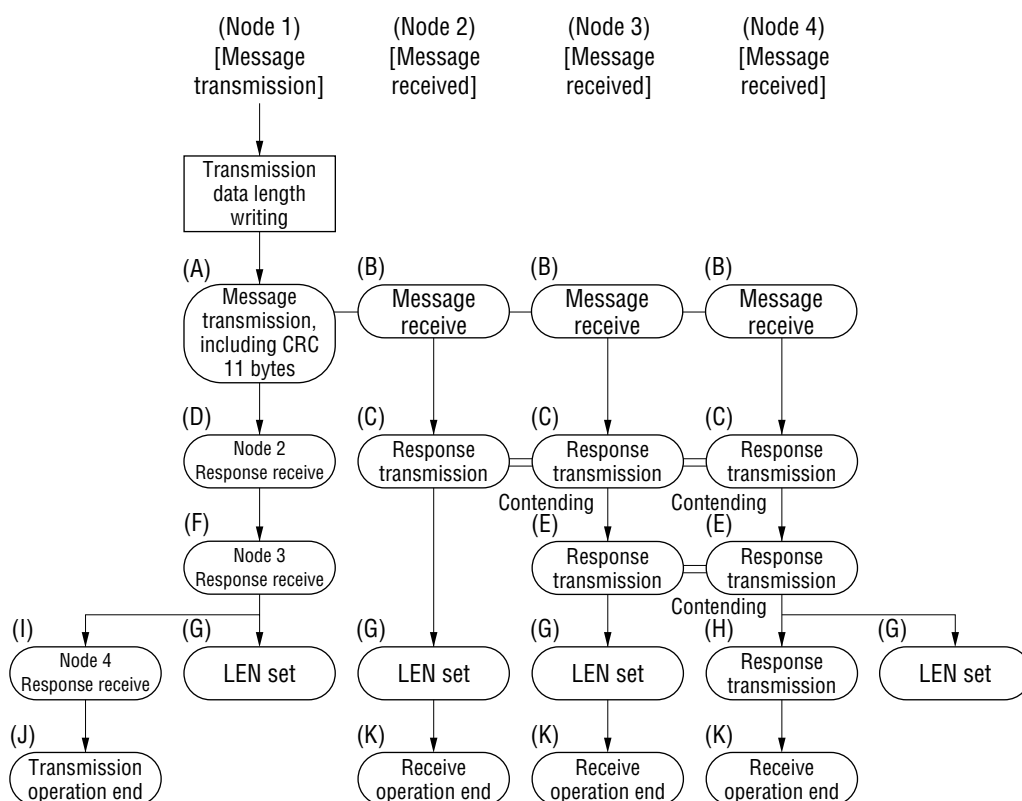 (Node 1)
[Message
transmission]
(Node 2)
[Message
received]
(Node 3)
[Message
received]
(Node 4)
[Message
received]
Transmission
data length
writing
(A)
Message
transmission,
including CRC
11 bytes
(B)
Message
receive
(B)
Message
receive
(B)
Message
receive
(D)
Node 2
Response receive
(C)
Response
transmission
(C)
Response
transmission
(C)
Response
transmission
Contending
Contending
(F)
Node 3
Response receive
(E)
Response
transmission
(E)
Response
transmission
Contending
(I)
Node 4
Response receive
(G)
LEN set
(G)
LEN set
(G)
LEN set
(H)
Response
transmission
(G)
LEN set
(J)
Transmission
operation end
(K)
Receive
operation end
(K)
Receive
operation end
(K)
Receive
operation end